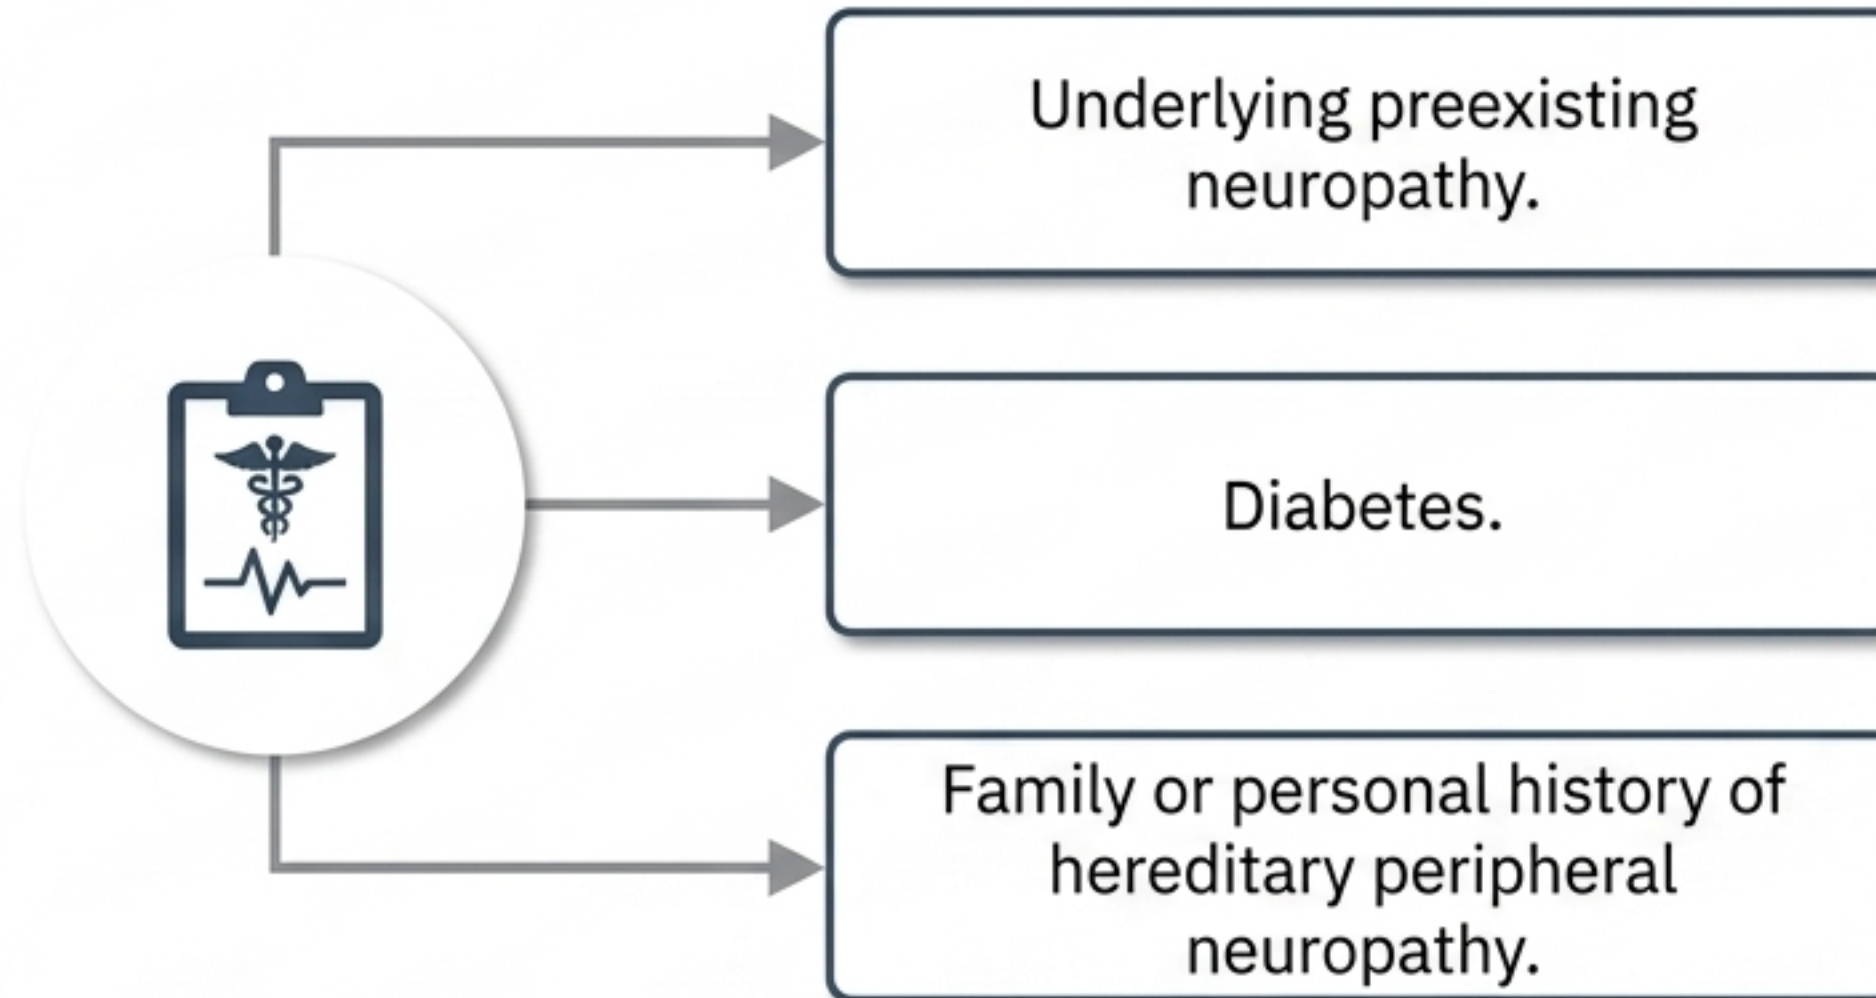 Underlying preexisting
neuropathy.
Diabetes.
Family or personal history of
hereditary peripheral
neuropathy.